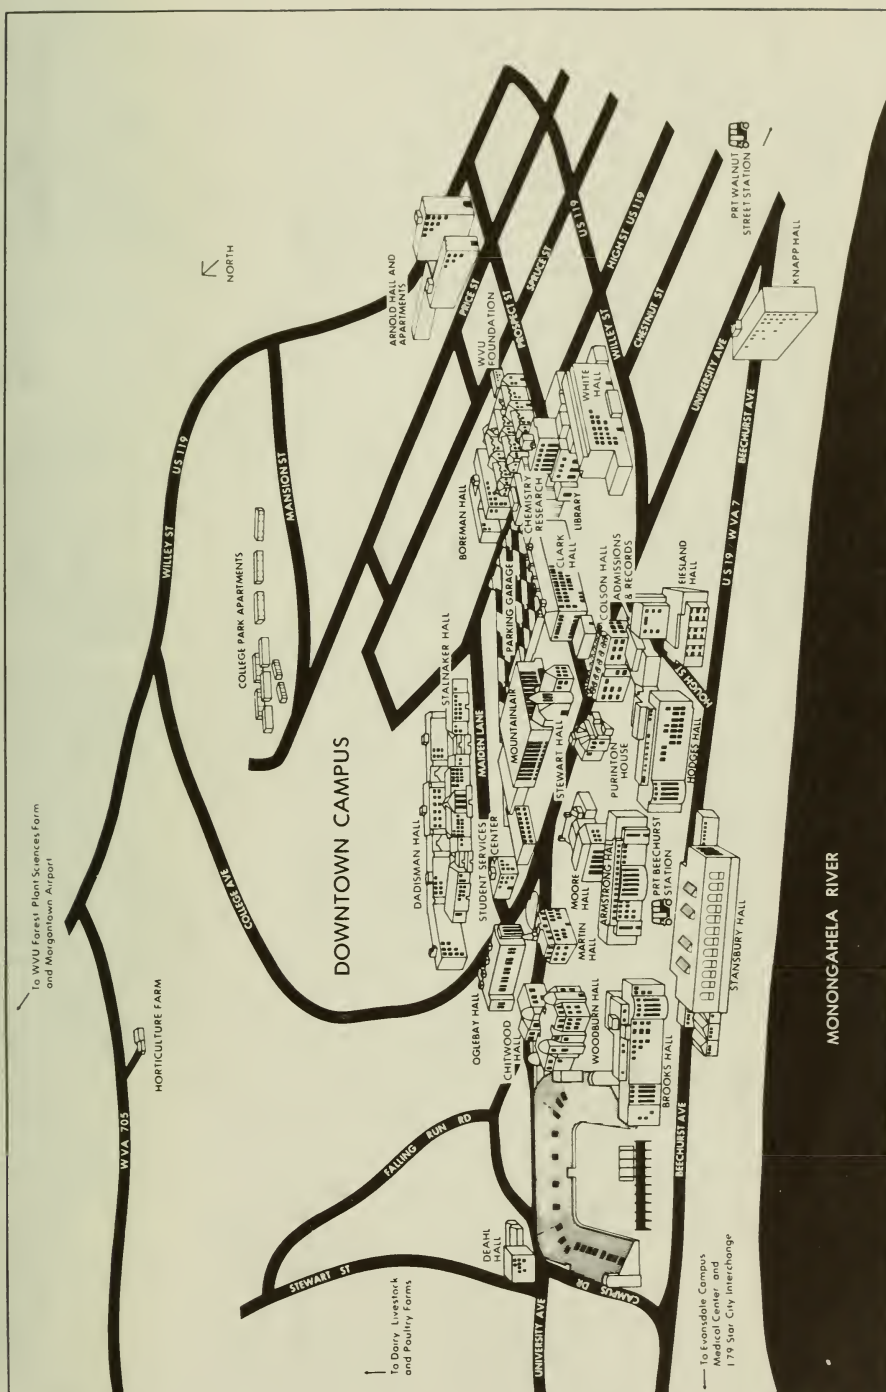 To WVU Forest Plant Sciences Farm
and Morgantown Airport
WVA 705
HORTICULTURE FARM
WILLEY ST
US 119
COLLEGE AVE
MANSION ST
COLLEGE PARK APARTMENTS
NORTH
DOWNTOWN CAMPUS
ARNOLD HALL AND
APARTMENTS
PRICE ST
WVU
FOUNDATION
PROSPECT ST
SPRUCE ST
US 119
HIGH ST US 119
WILLEY ST
CHESTNUT ST
UNIVERSITY AVE
PRT WALNUT
STREET STATION
KNAPP HALL
FALLING RUN RD
STEWART ST
To Dairy Livestock
and Poultry Farms
DEAHL
HALL
UNIVERSITY AVE
CAMPUS DR
To Evansdale Campus
Medical Center and
I 79 Star City Interchange
DADISMAN HALL
STALNAKER HALL
MAIDEN LANE
BOREMAN HALL
PARKING GARAGE
CHEMISTRY
RESEARCH
WHITE
HALL
LIBRARY
CLARK
HALL
MOUNTAINLAIR
STUDENT SERVICES
CENTER
OGLEBAY HALL
CHITWOOD
HALL
WOODBURN HALL
MARTIN
HALL
MOORE
HALL
STEWART HALL
PURINTON
HOUSE
COLSON HALL
ADMISSIONS
& RECORDS
EIESLAND
HALL
HOUGH ST
HODGES HALL
ARMSTRONG HALL
PRT BEECHURST
STATION
BROOKS HALL
STANSBURY HALL
BEECHURST AVE
US 19 WVA 7
BEECHURST AVE
MONONGAHELA RIVER